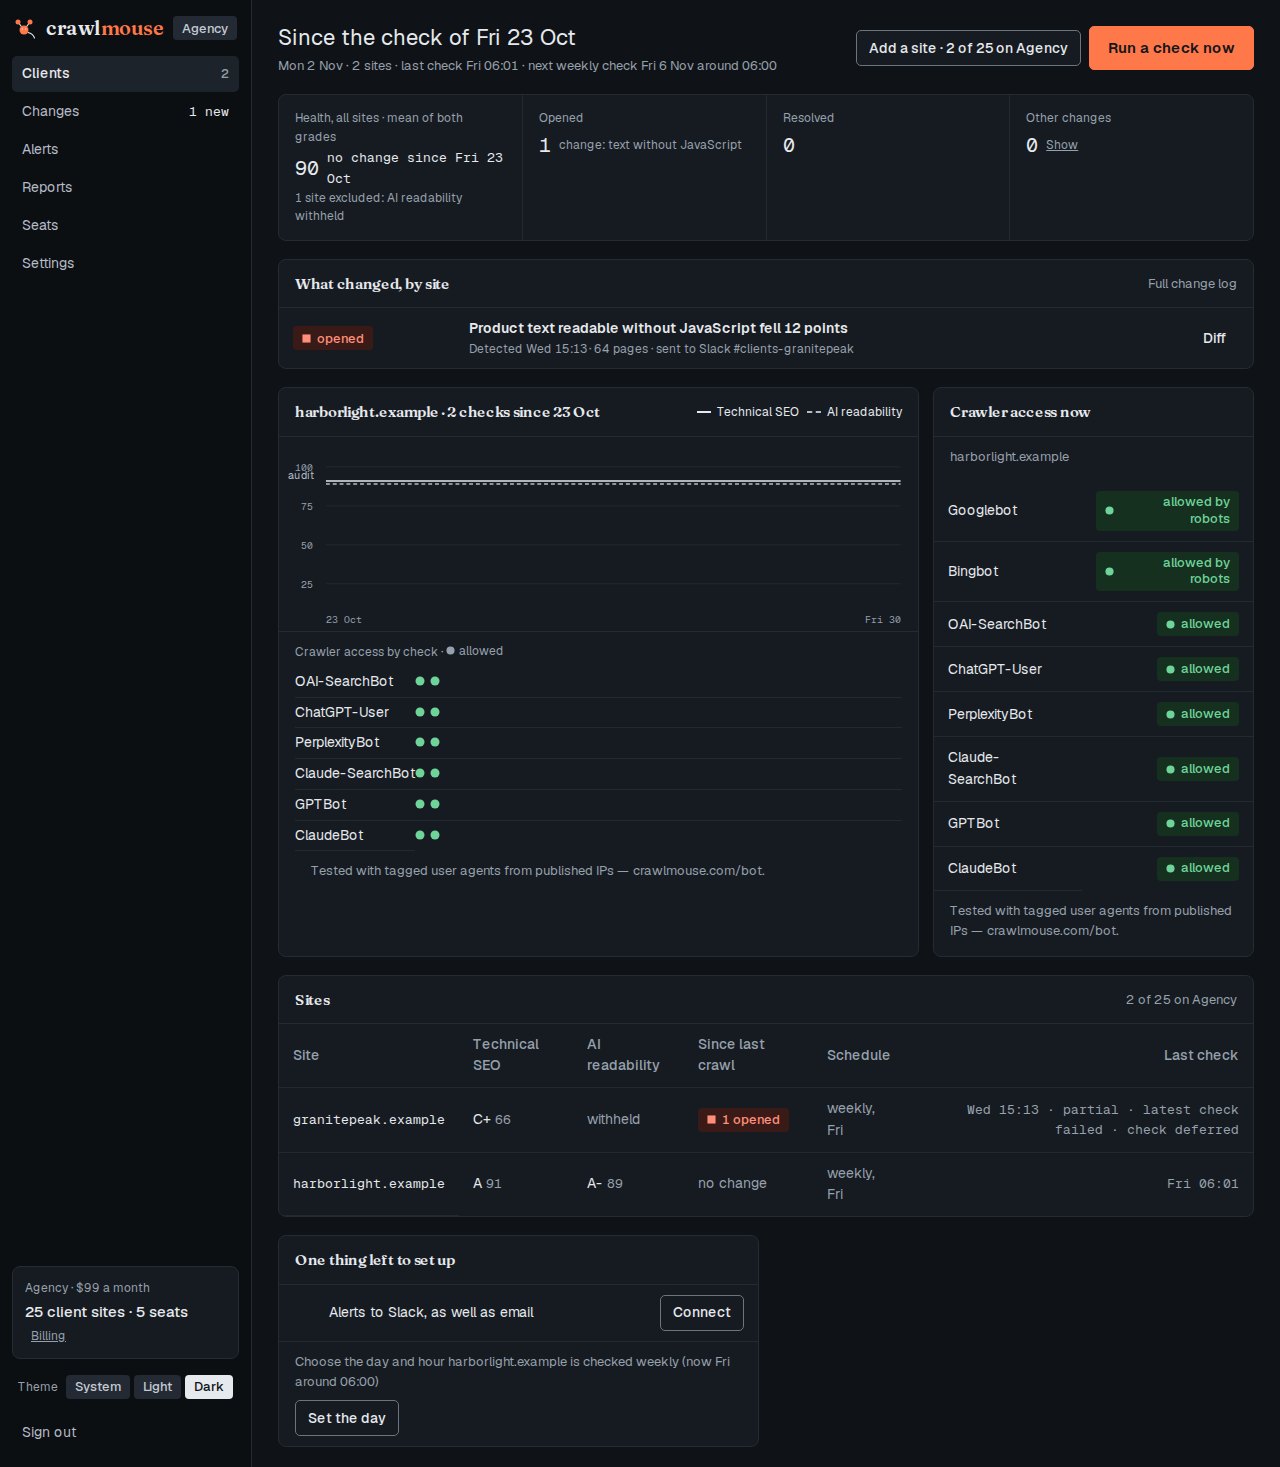 crawlmouse Agency
Clients 2
Changes 1 new
Alerts
Reports
Seats
Settings
Agency · $99 a month
25 client sites · 5 seats
Billing
Theme System Light Dark
Sign out
Since the check of Fri 23 Oct
Mon 2 Nov · 2 sites · last check Fri 06:01 · next weekly check Fri 6 Nov around 06:00
Add a site · 2 of 25 on Agency
Run a check now
Health, all sites · mean of both
grades
90 no change since Fri 23
Oct
1 site excluded: AI readability
withheld
Opened
1 change: text without JavaScript
Resolved
0
Other changes
0 Show
What changed, by site
Full change log
opened
Product text readable without JavaScript fell 12 points
Detected Wed 15:13 · 64 pages · sent to Slack #clients-granitepeak
Diff
harborlight.example · 2 checks since 23 Oct
Technical SEO AI readability
100
audit
75
50
25
23 Oct Fri 30
Crawler access by check · allowed
OAI-SearchBot
ChatGPT-User
PerplexityBot
Claude-SearchBot
GPTBot
ClaudeBot
Tested with tagged user agents from published IPs — crawlmouse.com/bot.
Crawler access now
harborlight.example
Googlebot allowed by
robots
Bingbot allowed by
robots
OAI-SearchBot allowed
ChatGPT-User allowed
PerplexityBot allowed
Claude-
SearchBot allowed
GPTBot allowed
ClaudeBot allowed
Tested with tagged user agents from published
IPs — crawlmouse.com/bot.
Sites
2 of 25 on Agency
Site Technical
SEO AI
readability Since last
crawl Schedule Last check
granitepeak.example C+ 66 withheld 1 opened weekly,
Fri Wed 15:13 · partial · latest check
failed · check deferred
harborlight.example A 91 A- 89 no change weekly,
Fri Fri 06:01
One thing left to set up
Alerts to Slack, as well as email
Connect
Choose the day and hour harborlight.example is checked weekly (now Fri
around 06:00)
Set the day